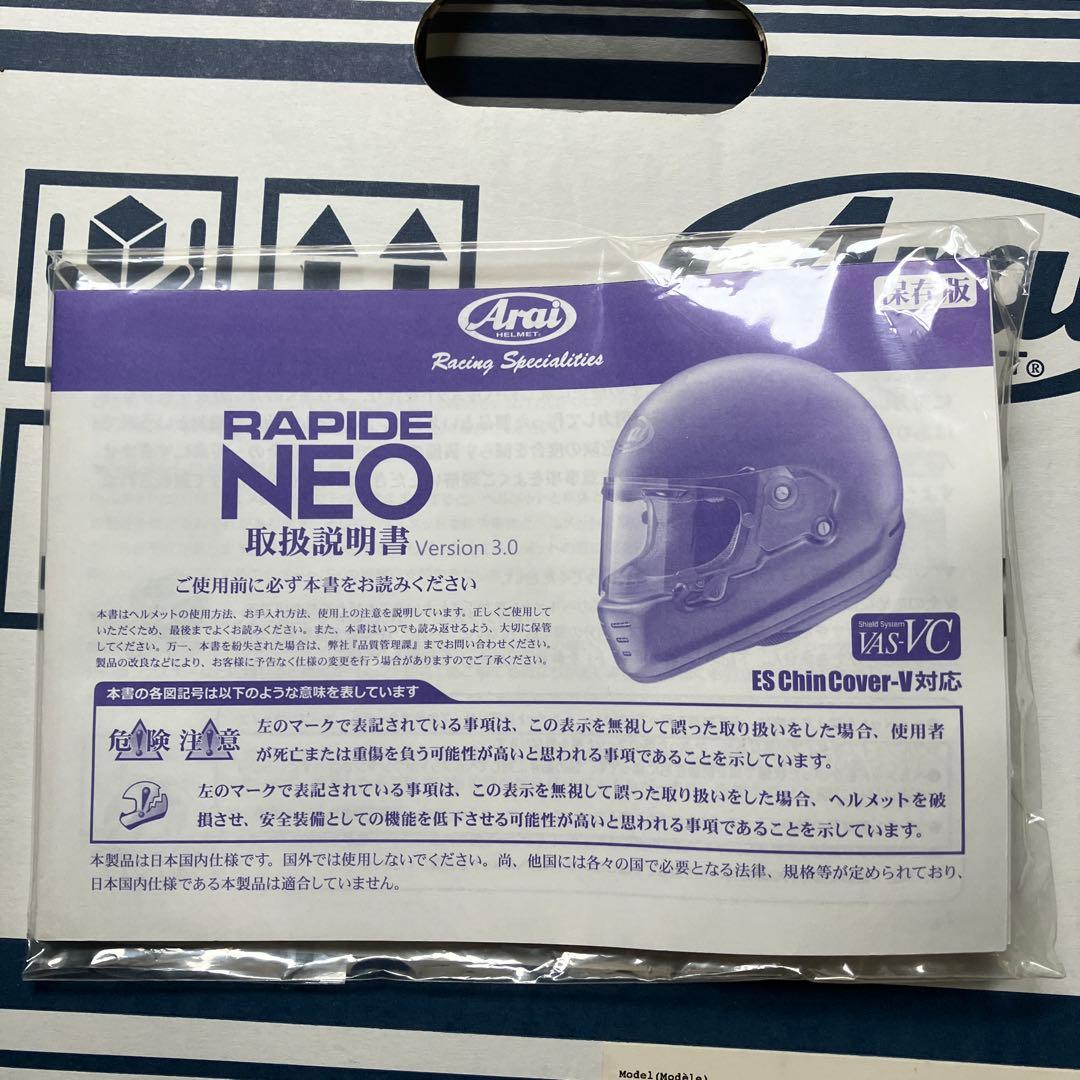 Arai
®
保存版
Arai
HELMET
Racing Specialities
RAPIDE
NEO
取扱説明書 Version 3.0
ご使用前に必ず本書をお読みください
本書はヘルメットの使用方法、お手入れ方法、使用上の注意を説明しています。正しくご使用して
いただくため、最後までよくお読みください。また、本書はいつでも読み返せるよう、大切に保管
してください。万一、本書を紛失された場合は、弊社『品質管理課』までお問い合わせください。
製品の改良などにより、お客様に予告なく仕様の変更を行う場合がありますのでご了承ください。
Shield System
VAS-VC
ES ChinCover-V対応
本書の各図記号は以下のような意味を表しています
危!険 注!意
左のマークで表記されている事項は、この表示を無視して誤った取り扱いをした場合、使用者
が死亡または重傷を負う可能性が高いと思われる事項であることを示しています。
左のマークで表記されている事項は、この表示を無視して誤った取り扱いをした場合、ヘルメットを破
損させ、安全装備としての機能を低下させる可能性が高いと思われる事項であることを示しています。
本製品は日本国内仕様です。国外では使用しないでください。尚、他国には各々の国で必要となる法律、規格等が定められており、
日本国内仕様である本製品は適合していません。
Model(Modèle)